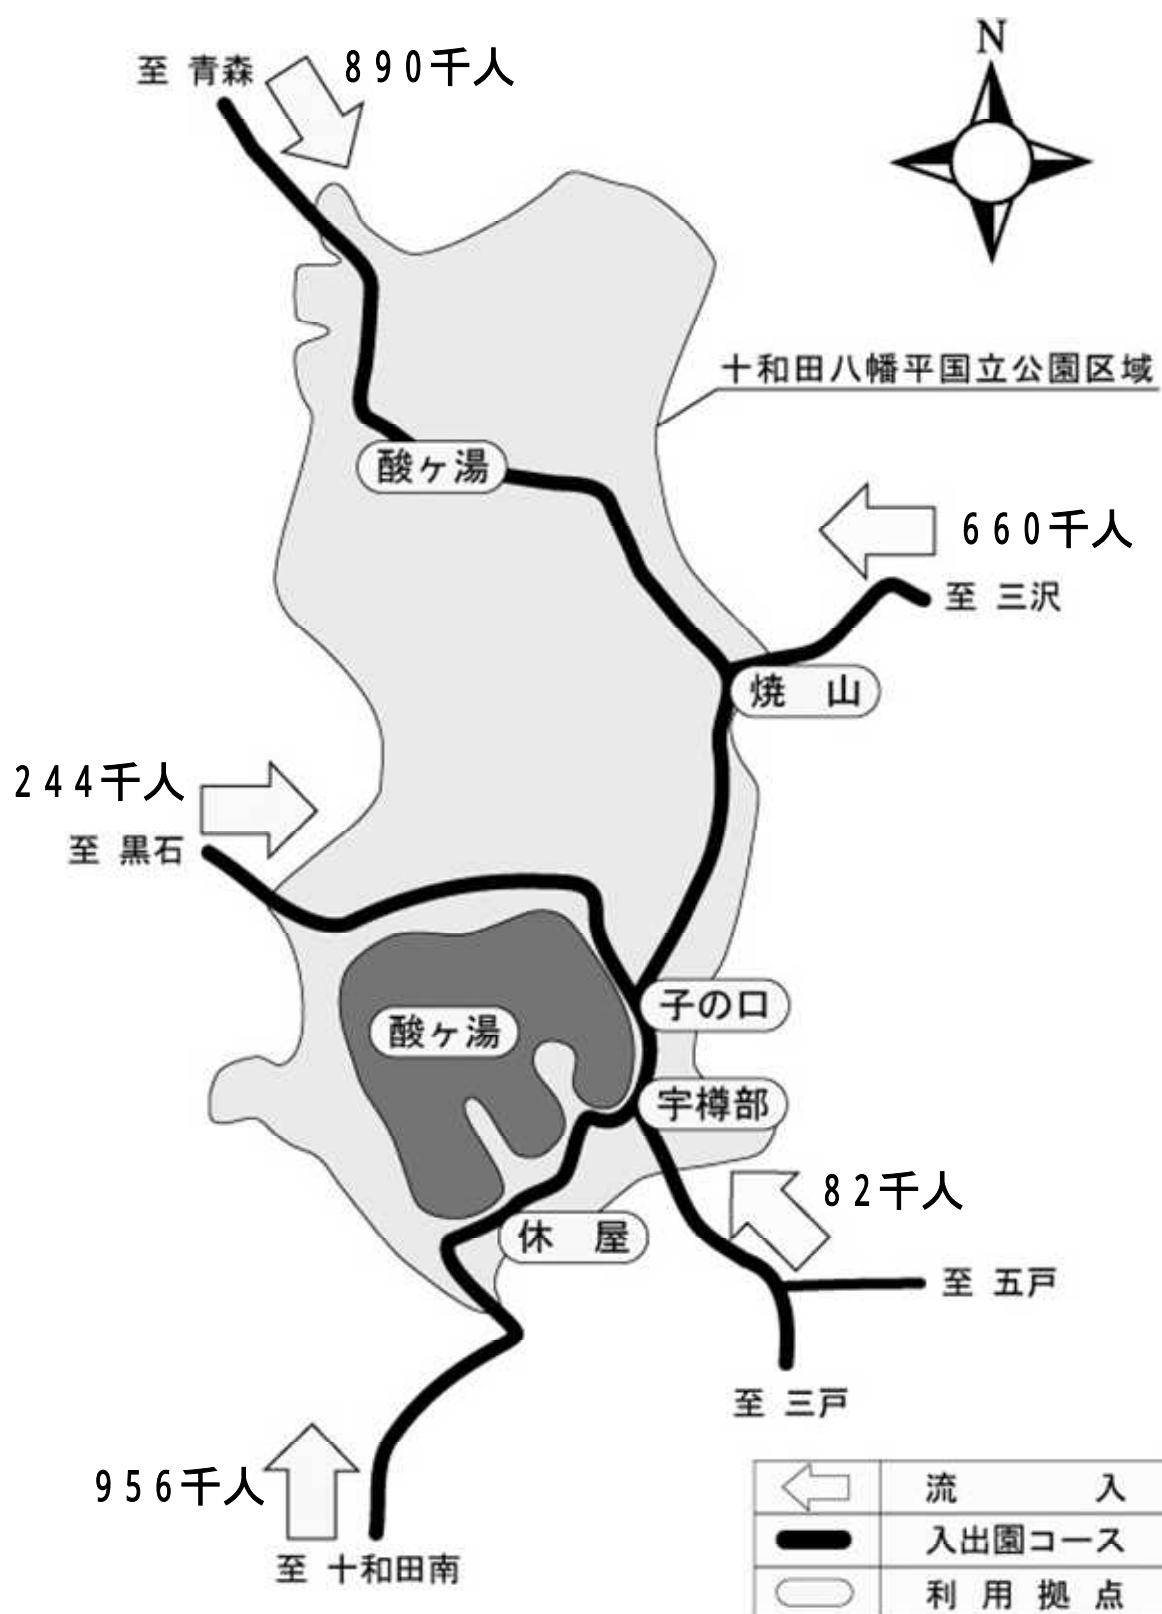 N
至 青森
890千人
十和田八幡平国立公園区域
酸ヶ湯
660千人
至 三沢
焼 山
244千人
至 黒石
子の口
酸ヶ湯
宇樽部
82千人
休 屋
至 五戸
至 三戸
956千人
至 十和田南
流 入
入出園コース
利用拠点